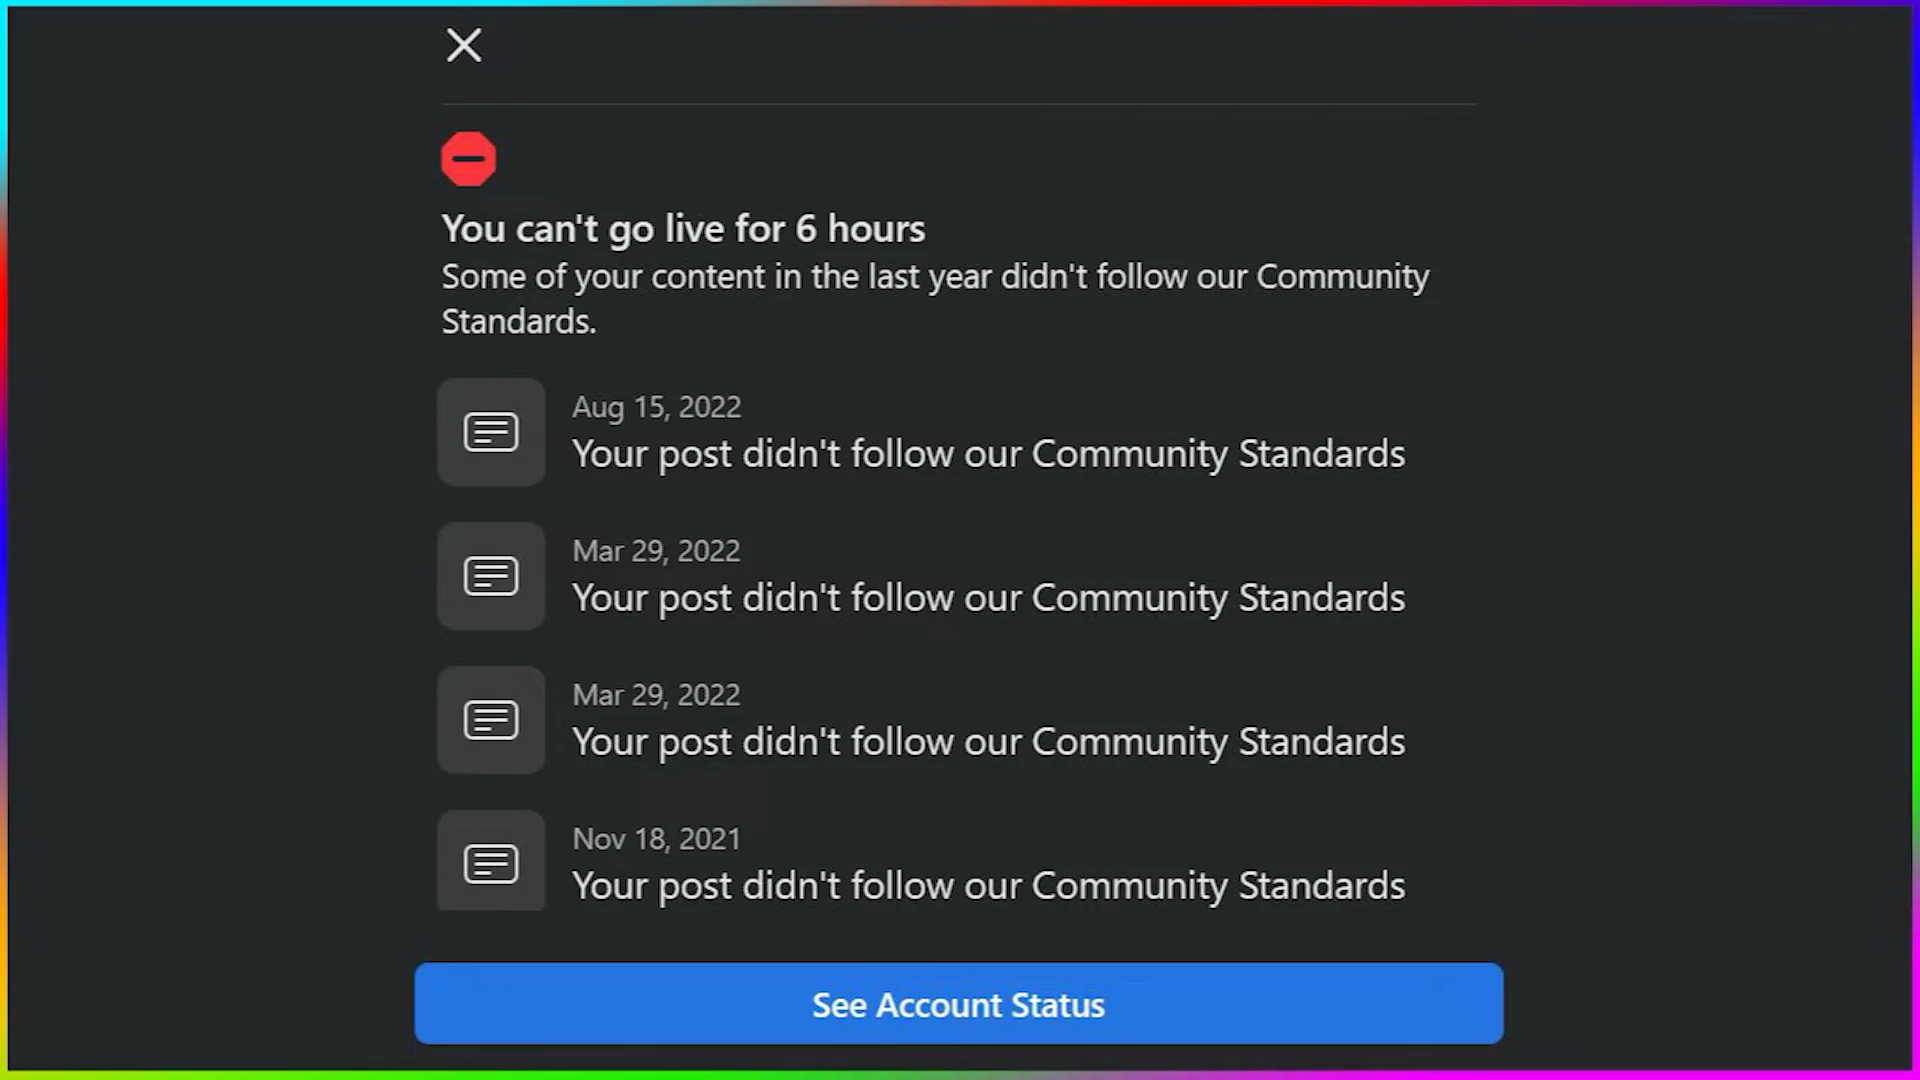 You can't go live for 6 hours
Some of your content in the last year didn't follow our Community
Standards.
Aug 15, 2022
Your post didn't follow our Community Standards
Mar 29, 2022
Your post didn't follow our Community Standards
Mar 29, 2022
Your post didn't follow our Community Standards
Nov 18, 2021
Your post didn't follow our Community Standards
See Account Status